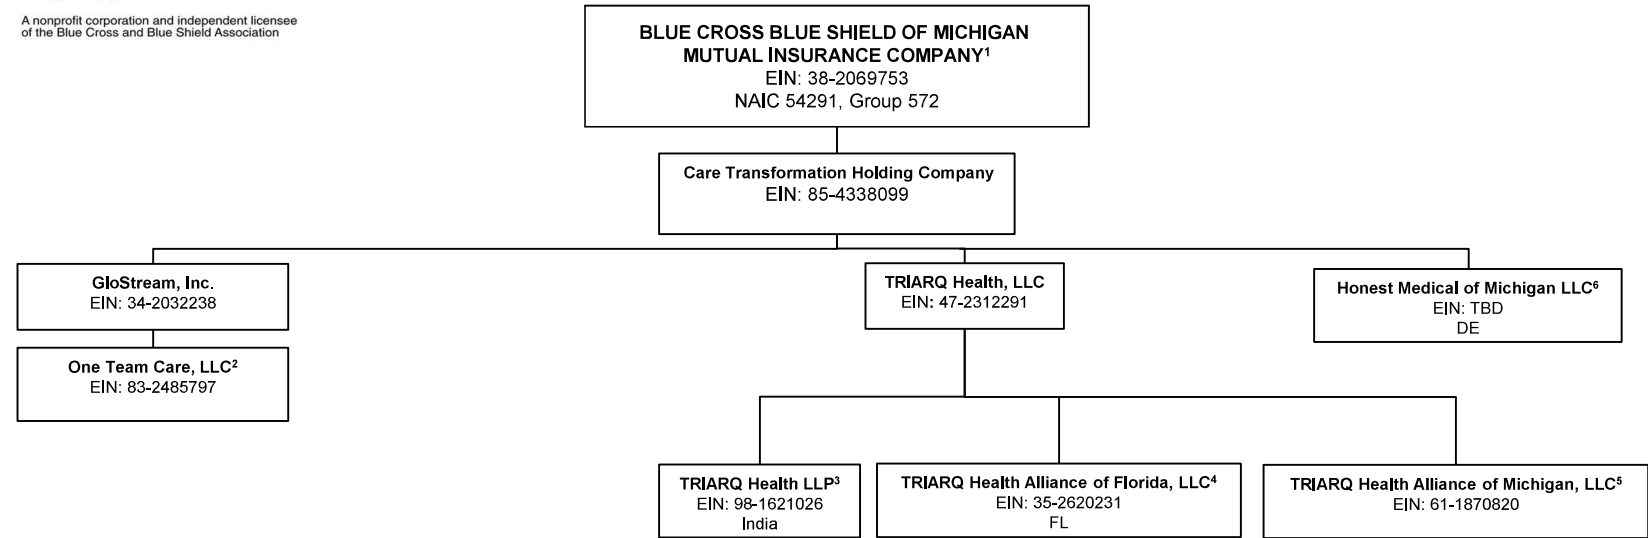 A nonprofit corporation and independent licensee
of the Blue Cross and Blue Shield Association
BLUE CROSS BLUE SHIELD OF MICHIGAN
MUTUAL INSURANCE COMPANY¹
EIN: 38-2069753
NAIC 54291, Group 572
Care Transformation Holding Company
EIN: 85-4338099
GloStream, Inc.
EIN: 34-2032238
TRIARQ Health, LLC
EIN: 47-2312291
Honest Medical of Michigan LLC⁶
EIN: TBD
DE
One Team Care, LLC²
EIN: 83-2485797
TRIARQ Health LLP³
EIN: 98-1621026
India
TRIARQ Health Alliance of Florida, LLC⁴
EIN: 35-2620231
FL
TRIARQ Health Alliance of Michigan, LLC⁵
EIN: 61-1870820